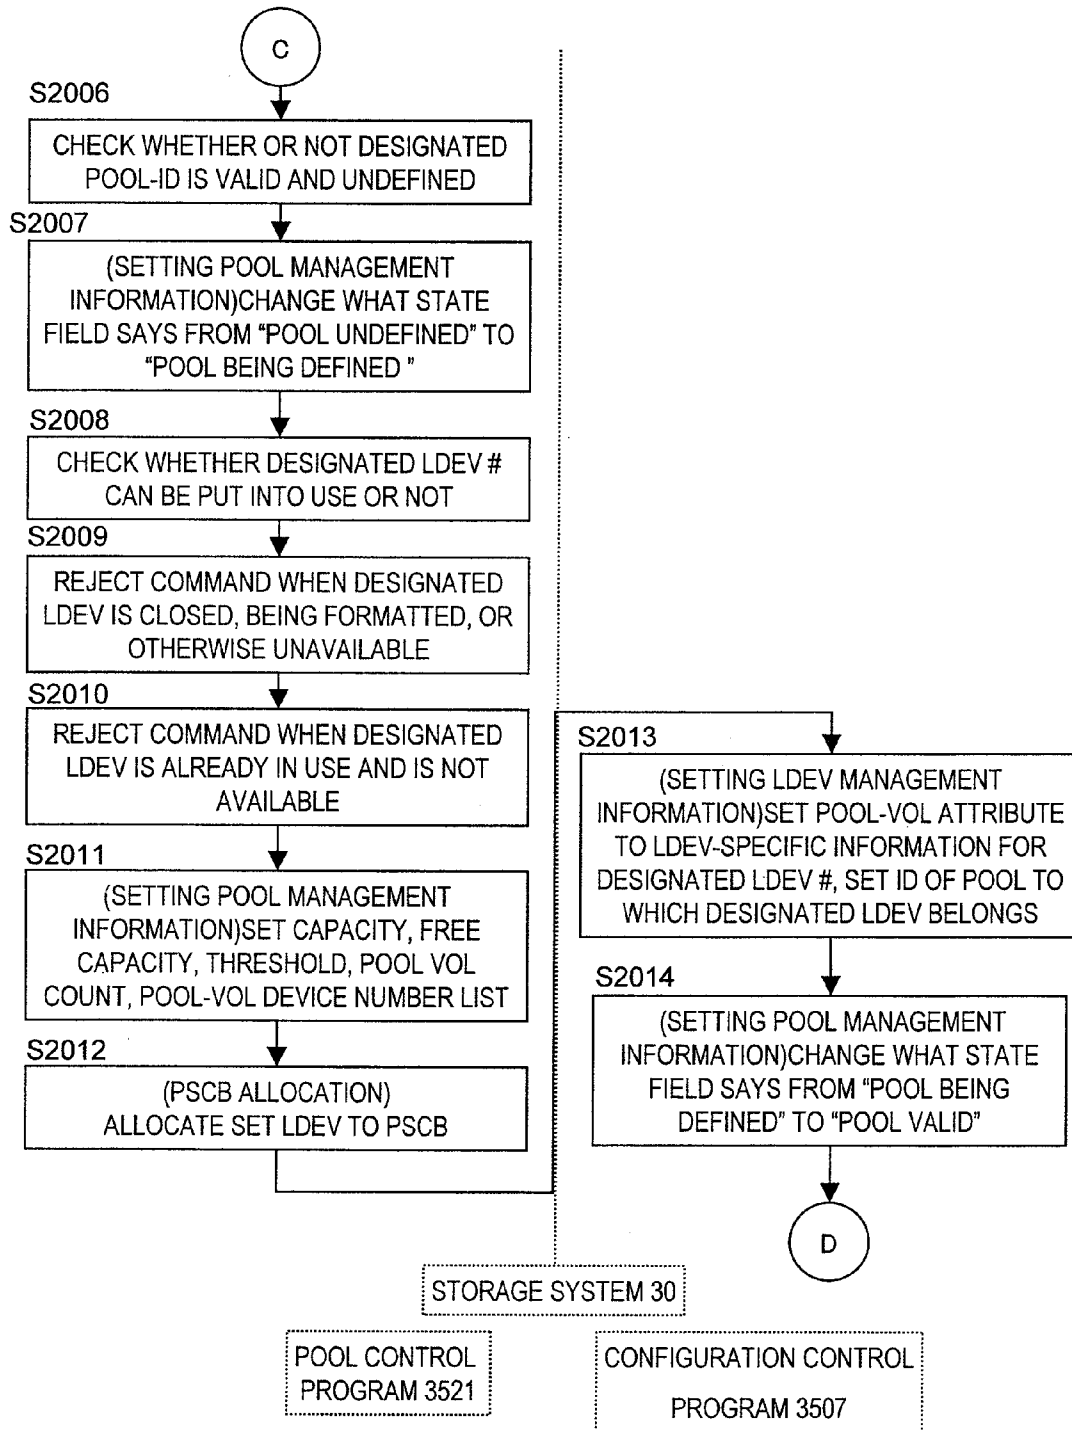 C
S2006
CHECK WHETHER OR NOT DESIGNATED
POOL-ID IS VALID AND UNDEFINED
S2007
(SETTING POOL MANAGEMENT
INFORMATION)CHANGE WHAT STATE
FIELD SAYS FROM “POOL UNDEFINED” TO
“POOL BEING DEFINED ”
S2008
CHECK WHETHER DESIGNATED LDEV #
CAN BE PUT INTO USE OR NOT
S2009
REJECT COMMAND WHEN DESIGNATED
LDEV IS CLOSED, BEING FORMATTED, OR
OTHERWISE UNAVAILABLE
S2010
REJECT COMMAND WHEN DESIGNATED
LDEV IS ALREADY IN USE AND IS NOT
AVAILABLE
S2011
(SETTING POOL MANAGEMENT
INFORMATION)SET CAPACITY, FREE
CAPACITY, THRESHOLD, POOL VOL
COUNT, POOL-VOL DEVICE NUMBER LIST
S2012
(PSCB ALLOCATION)
ALLOCATE SET LDEV TO PSCB
S2013
(SETTING LDEV MANAGEMENT
INFORMATION)SET POOL-VOL ATTRIBUTE
TO LDEV-SPECIFIC INFORMATION FOR
DESIGNATED LDEV #, SET ID OF POOL TO
WHICH DESIGNATED LDEV BELONGS
S2014
(SETTING POOL MANAGEMENT
INFORMATION)CHANGE WHAT STATE
FIELD SAYS FROM “POOL BEING
DEFINED” TO “POOL VALID”
D
STORAGE SYSTEM 30
POOL CONTROL
PROGRAM 3521
CONFIGURATION CONTROL
PROGRAM 3507